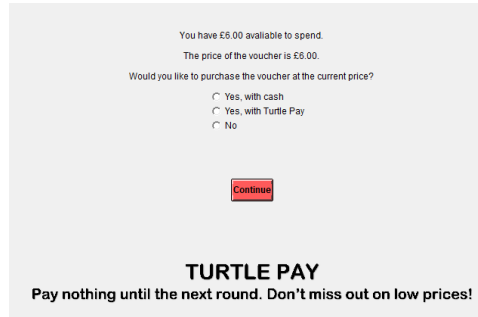 You have £6.00 avaliable to spend.
The price of the voucher is £6.00.
Would you like to purchase the voucher at the current price?
Yes, with cash
Yes, with Turtle Pay
No
Continue
TURTLE PAY
Pay nothing until the next round. Don't miss out on low prices!